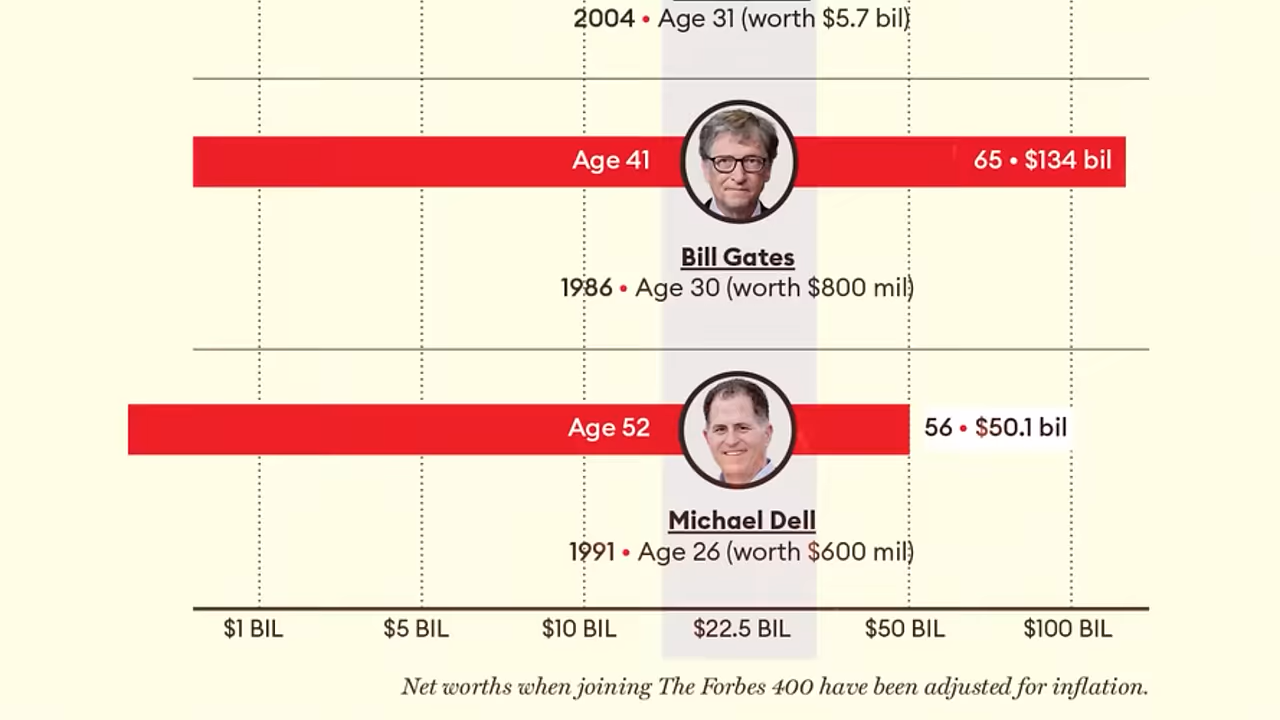 2004 • Age 31 (worth $5.7 bil)
Age 41
65 • $134 bil
Bill Gates
1986 • Age 30 (worth $800 mil)
Age 52
56 • $50.1 bil
Michael Dell
1991 • Age 26 (worth $600 mil)
$1 BIL $5 BIL $10 BIL $22.5 BIL $50 BIL $100 BIL
Net worths when joining The Forbes 400 have been adjusted for inflation.